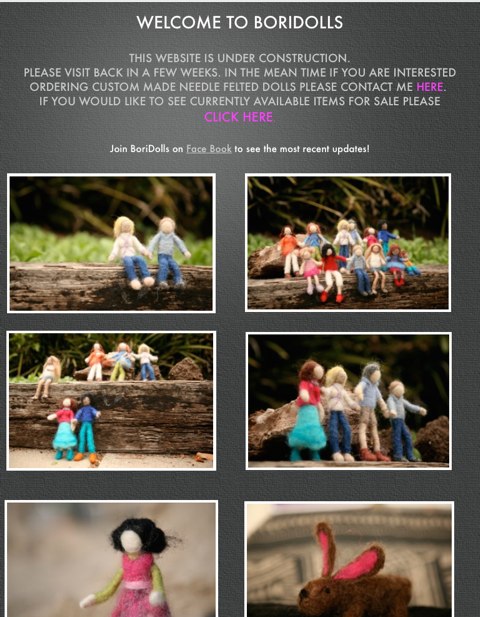 WELCOME TO BORIDOLLS
THIS WEBSITE IS UNDER CONSTRUCTION.
PLEASE VISIT BACK IN A FEW WEEKS. IN THE MEAN TIME IF YOU ARE INTERESTED
ORDERING CUSTOM MADE NEEDLE FELTED DOLLS PLEASE CONTACT ME HERE.
IF YOU WOULD LIKE TO SEE CURRENTLY AVAILABLE ITEMS FOR SALE PLEASE
CLICK HERE
Join BoriDolls on Face Book to see the most recent updates!